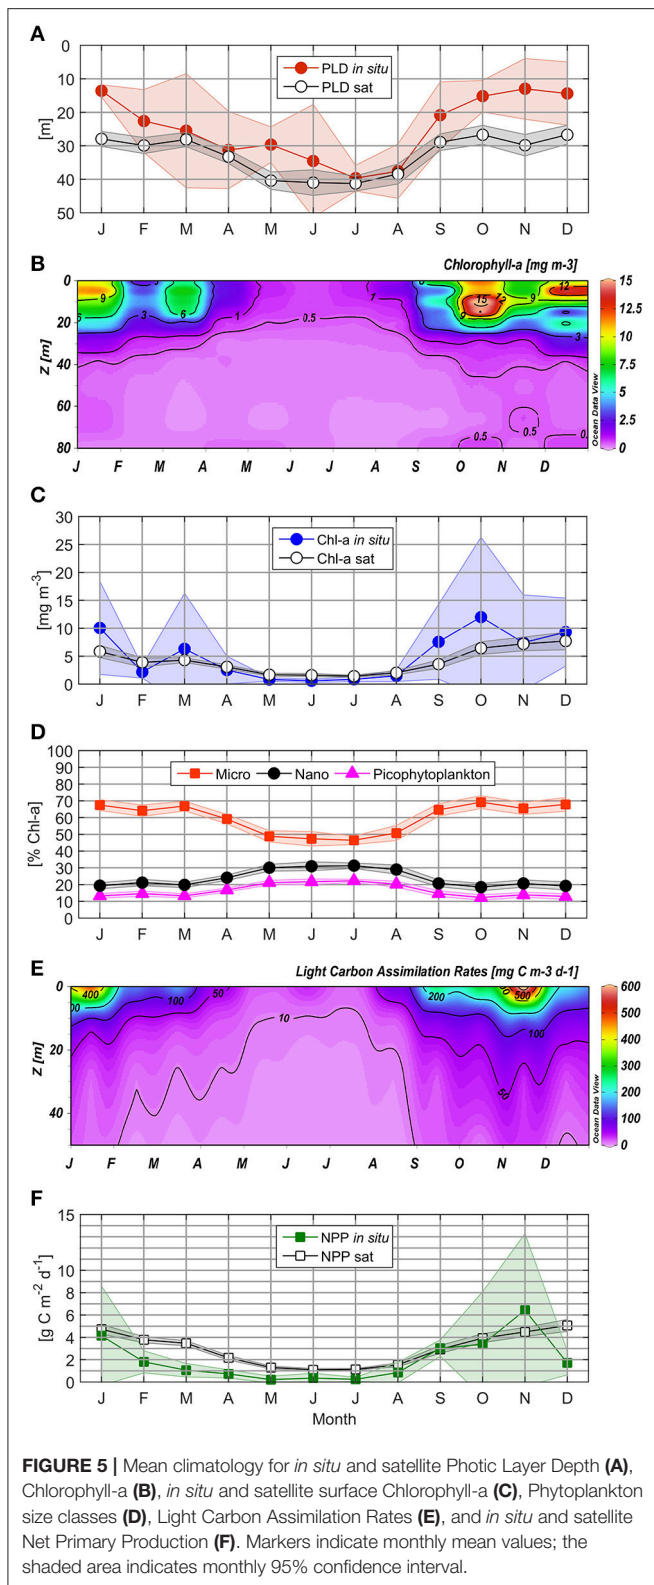 A
0
10
20
30
40
50
[m]
PLD in situ
PLD sat
J F M A M J J A S O N D
B
Chlorophyll-a [mg m-3]
0
20
40
60
80
Z [m]
9
6
3
6
1
0.5
1
9
15
12
9
12
3
0.5
0.5
0.5
15
12.5
10
7.5
5
2.5
0
Ocean Data View
J F M A M J J A S O N D
C
30
25
20
15
10
5
0
[mg m-3]
Chl-a in situ
Chl-a sat
J F M A M J J A S O N D
D
100
90
80
70
60
50
40
30
20
10
0
[% Chl-a]
Micro Nano Picophytoplankton
J F M A M J J A S O N D
E
Light Carbon Assimilation Rates [mg C m-3 d-1]
0
20
40
Z [m]
400
100
50
10
200
500
100
50
600
500
400
300
200
100
0
Ocean Data View
J F M A M J J A S O N D
F
15
10
8
6
4
2
0
[g C m-2 d-1]
NPP in situ
NPP sat
J F M A M J J A S O N D
Month
FIGURE 5 | Mean climatology for in situ and satellite Photic Layer Depth (A),
Chlorophyll-a (B), in situ and satellite surface Chlorophyll-a (C), Phytoplankton
size classes (D), Light Carbon Assimilation Rates (E), and in situ and satellite
Net Primary Production (F). Markers indicate monthly mean values; the
shaded area indicates monthly 95% confidence interval.